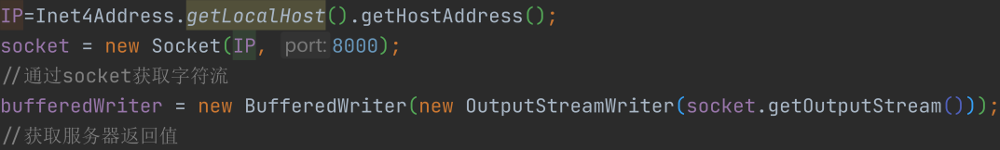 IP=Inet4Address.getLocalHost().getHostAddress();
socket = new Socket(IP, port: 8000);
//通过socket获取字符流
bufferedWriter = new BufferedWriter(new OutputStreamWriter(socket.getOutputStream()));
//获取服务器返回值